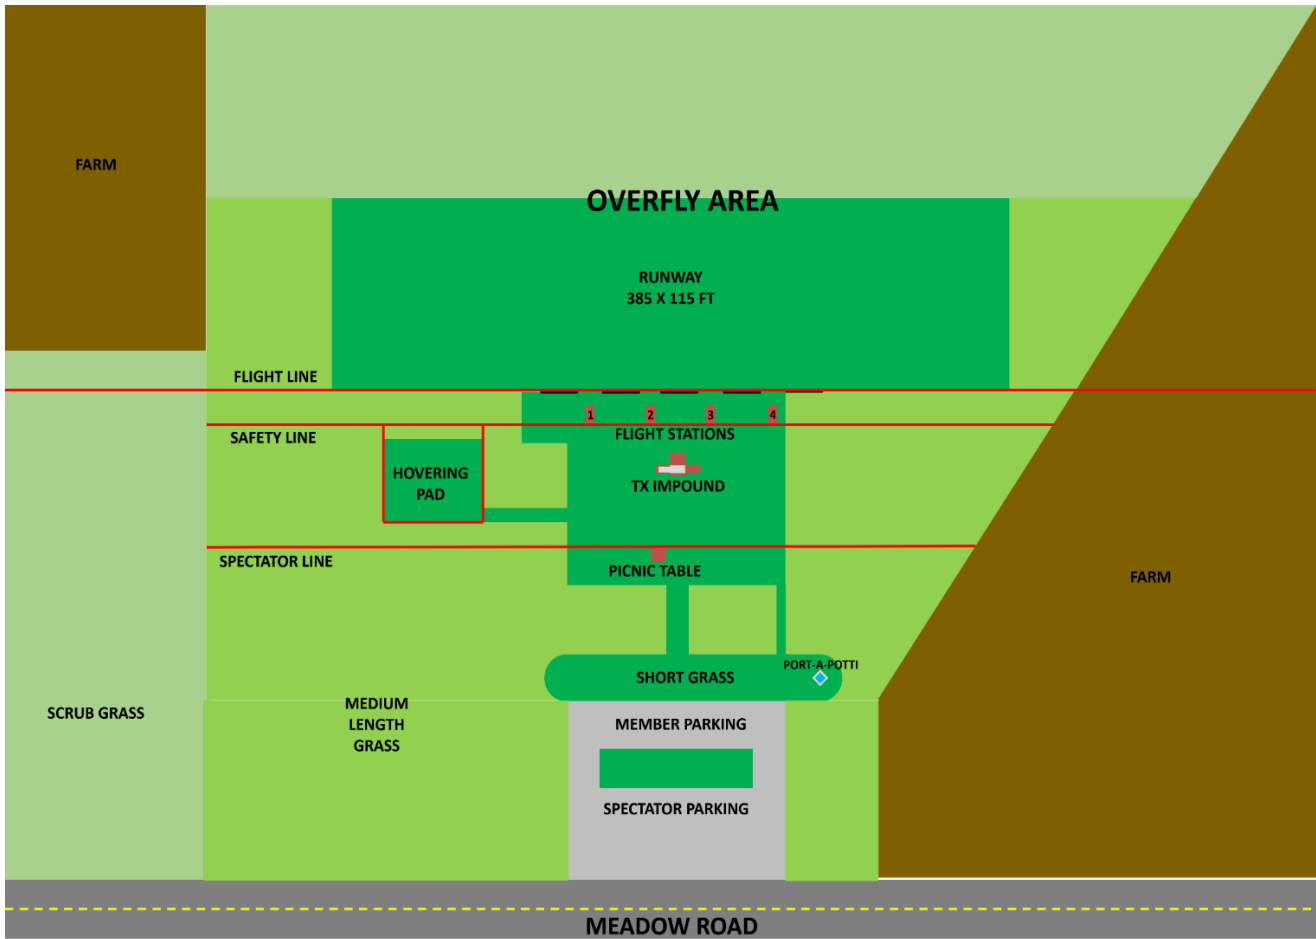 FARM
OVERFLY AREA
RUNWAY
385 X 115 FT
FLIGHT LINE
1 2 3 4
FLIGHT STATIONS
SAFETY LINE
HOVERING
PAD
TX IMPOUND
SPECTATOR LINE
PICNIC TABLE
FARM
PORT-A-POTTI
SHORT GRASS
SCRUB GRASS
MEDIUM
LENGTH
GRASS
MEMBER PARKING
SPECTATOR PARKING
MEADOW ROAD